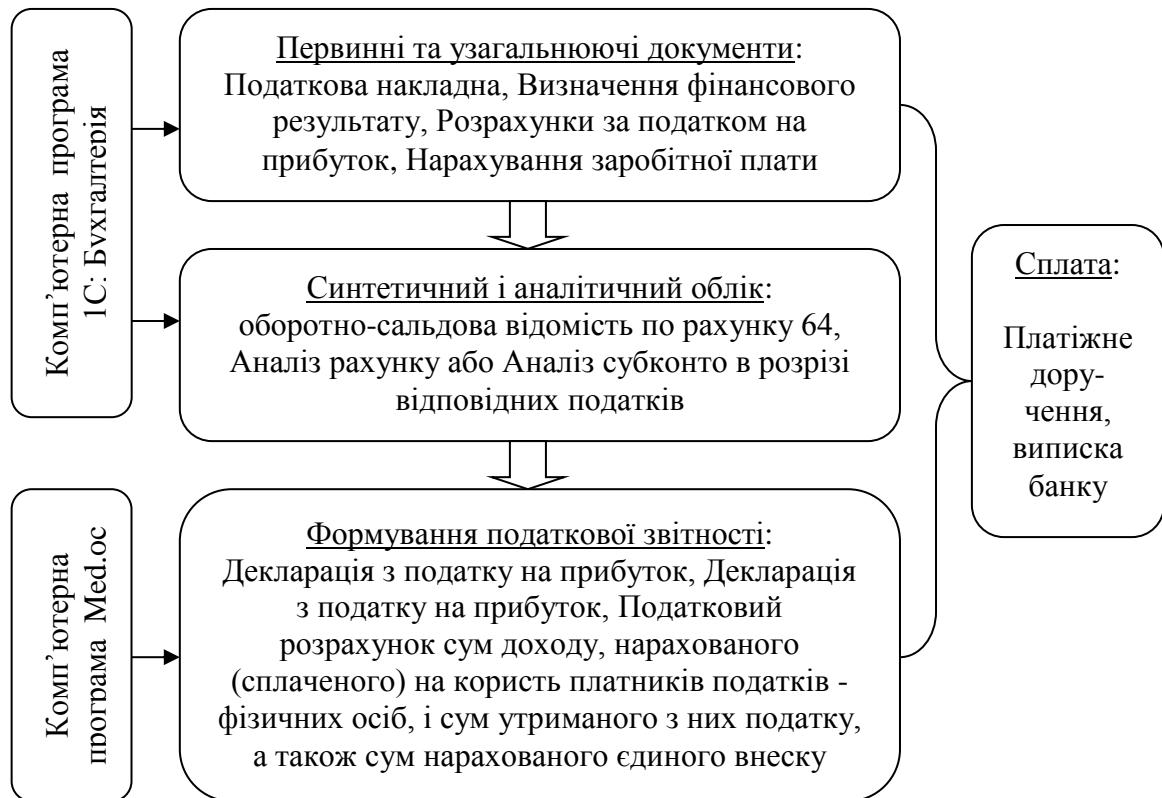 Комп’ютерна програма
1С: Бухгалтерія
Первинні та узагальнюючі документи:
Податкова накладна, Визначення фінансового
результату, Розрахунки за податком на
прибуток, Нарахування заробітної плати
Синтетичний і аналітичний облік:
оборотно-сальдова відомість по рахунку 64,
Аналіз рахунку або Аналіз субконто в розрізі
відповідних податків
Комп’ютерна
програма Med.oc
Формування податкової звітності:
Декларація з податку на прибуток, Декларація
з податку на прибуток, Податковий
розрахунок сум доходу, нарахованого
(сплаченого) на користь платників податків -
фізичних осіб, і сум утриманого з них податку,
а також сум нарахованого єдиного внеску
Сплата:
Платіжне
дору-
чення,
виписка
банку